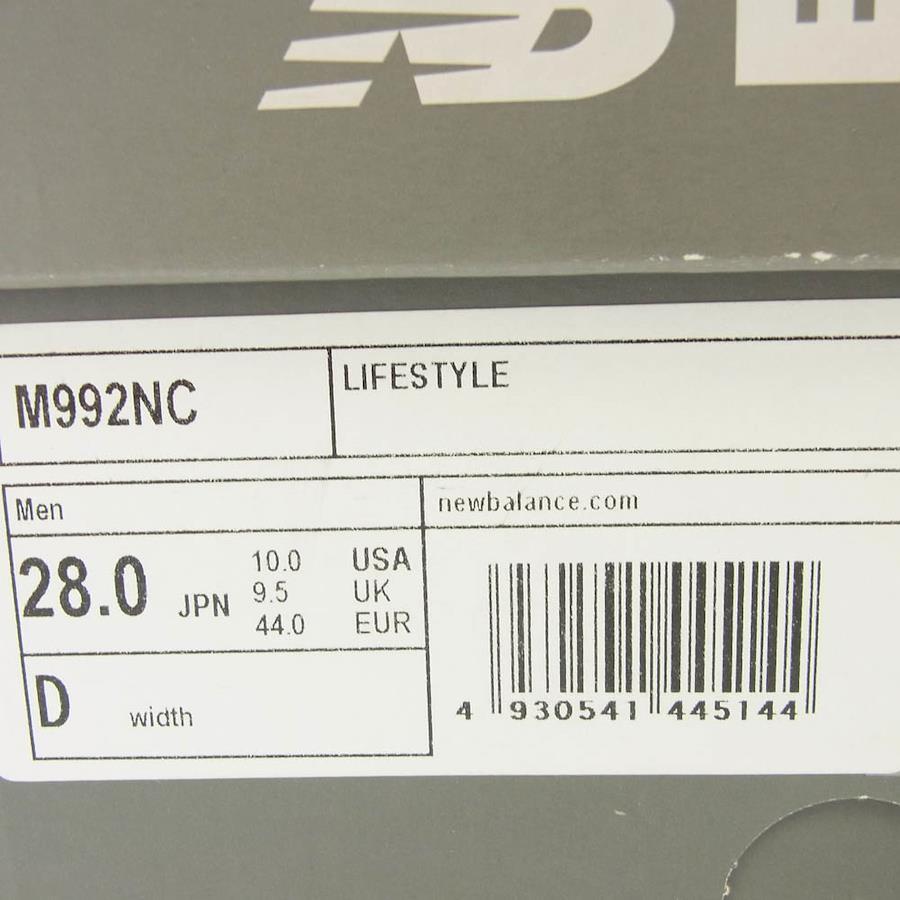 M992NC
LIFESTYLE
Men
newbalance.com
28.0 JPN
10.0 USA
9.5 UK
44.0 EUR
D width
4 930541 445144